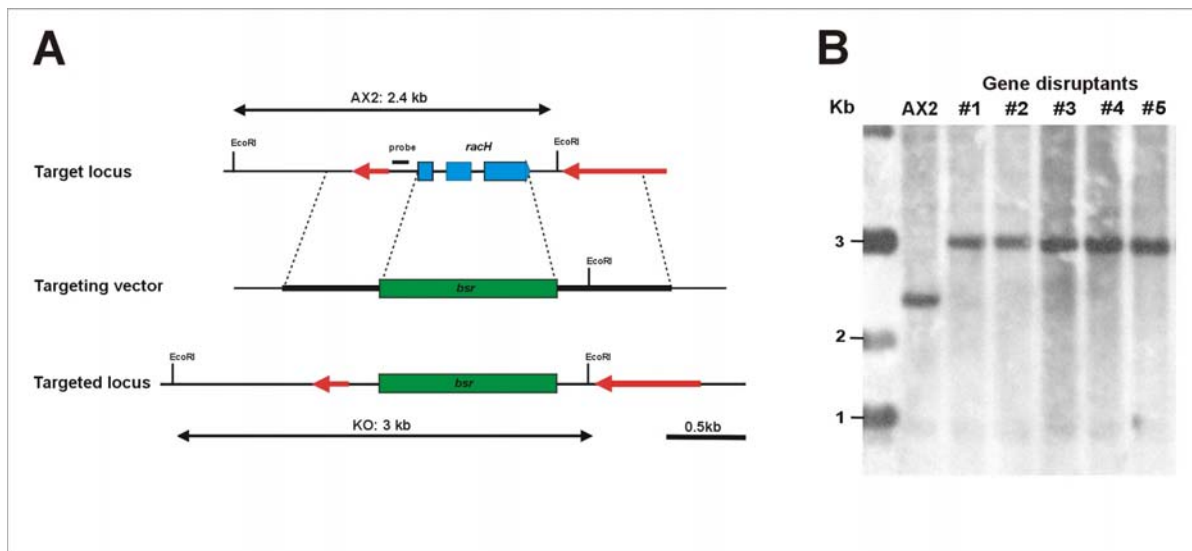 A
AX2: 2.4 kb
EcoRI
probe
racH
EcoRI
Target locus
EcoRI
Targeting vector
bsr
EcoRI
EcoRI
Targeted locus
bsr
KO: 3 kb
0.5kb
B
Gene disruptants
Kb AX2 #1 #2 #3 #4 #5
3
2
1